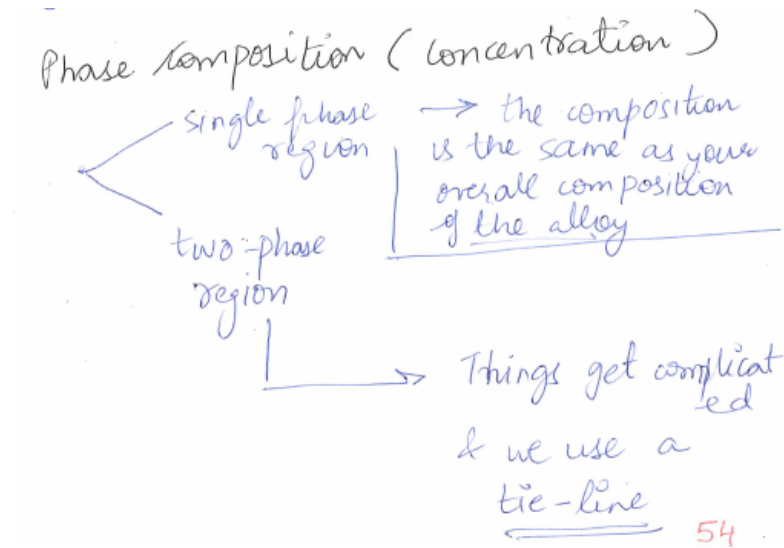 Phase Composition ( Concentration )
single phase region
→ the composition
is the same as your
overall composition
of the alloy
two-phase
region
→ Things get complicat
ed
& we use a
tie-line
54